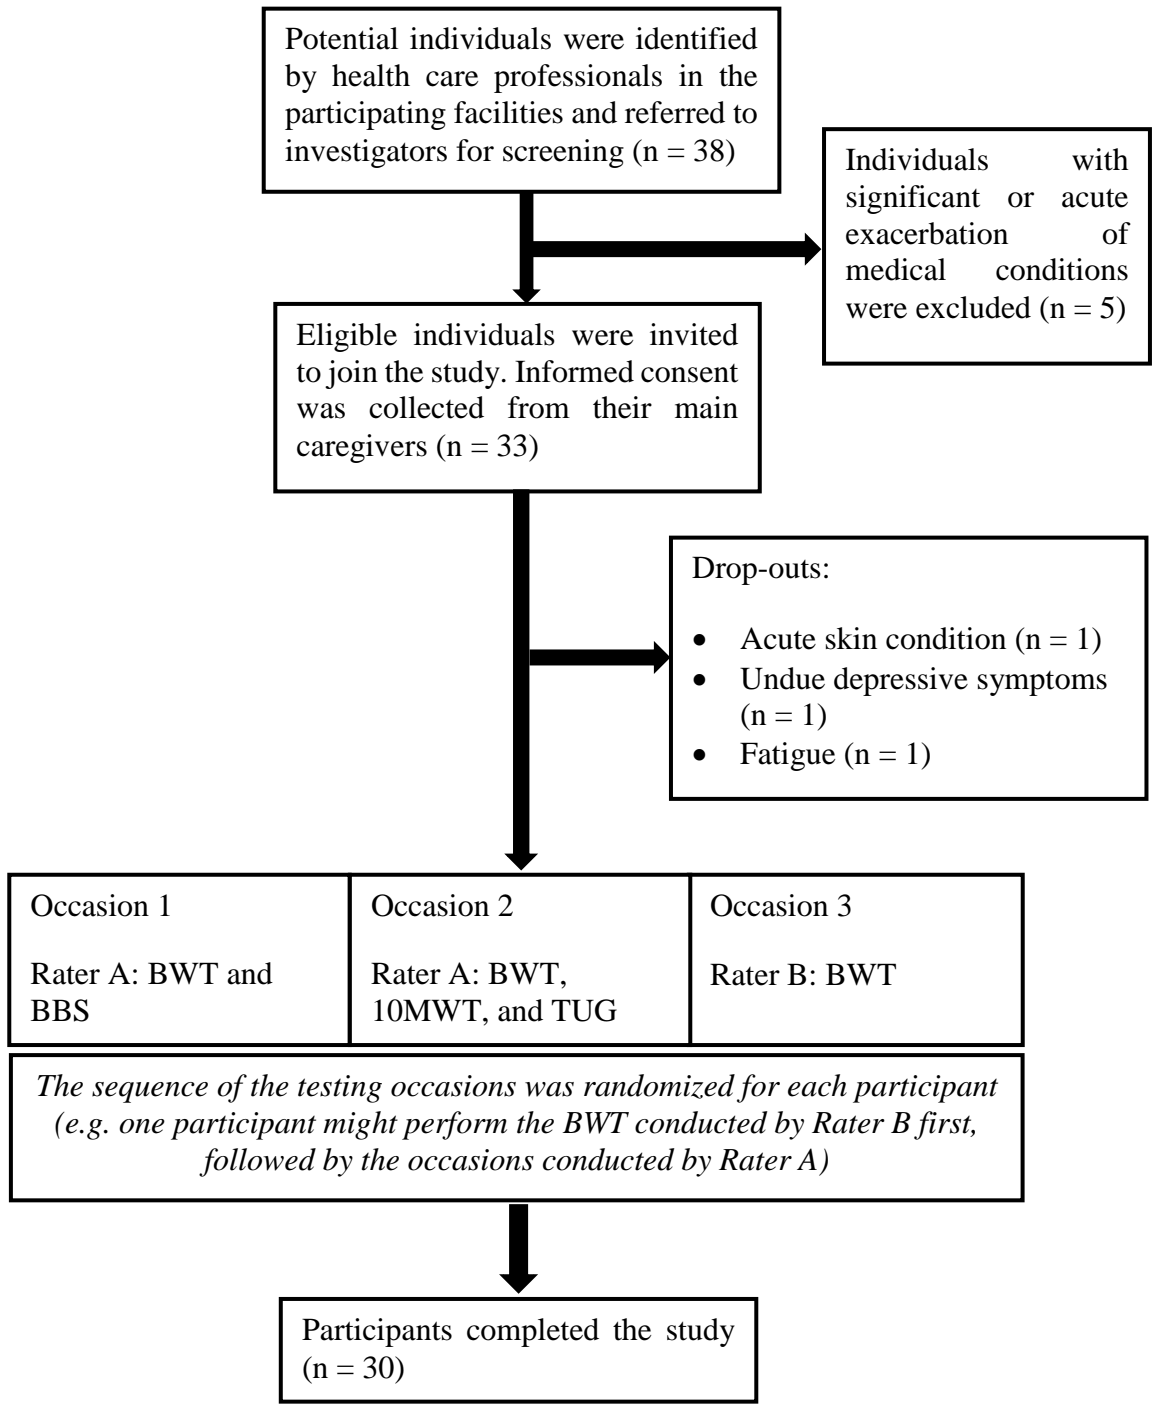 Potential individuals were identified
by health care professionals in the
participating facilities and referred to
investigators for screening (n = 38)
Individuals with
significant or acute
exacerbation of
medical conditions
were excluded (n = 5)
Eligible individuals were invited
to join the study. Informed consent
was collected from their main
caregivers (n = 33)
Drop-outs:
• Acute skin condition (n = 1)
• Undue depressive symptoms
(n = 1)
• Fatigue (n = 1)
Occasion 1
Rater A: BWT and
BBS
Occasion 2
Rater A: BWT,
10MWT, and TUG
Occasion 3
Rater B: BWT
The sequence of the testing occasions was randomized for each participant
(e.g. one participant might perform the BWT conducted by Rater B first,
followed by the occasions conducted by Rater A)
Participants completed the study
(n = 30)